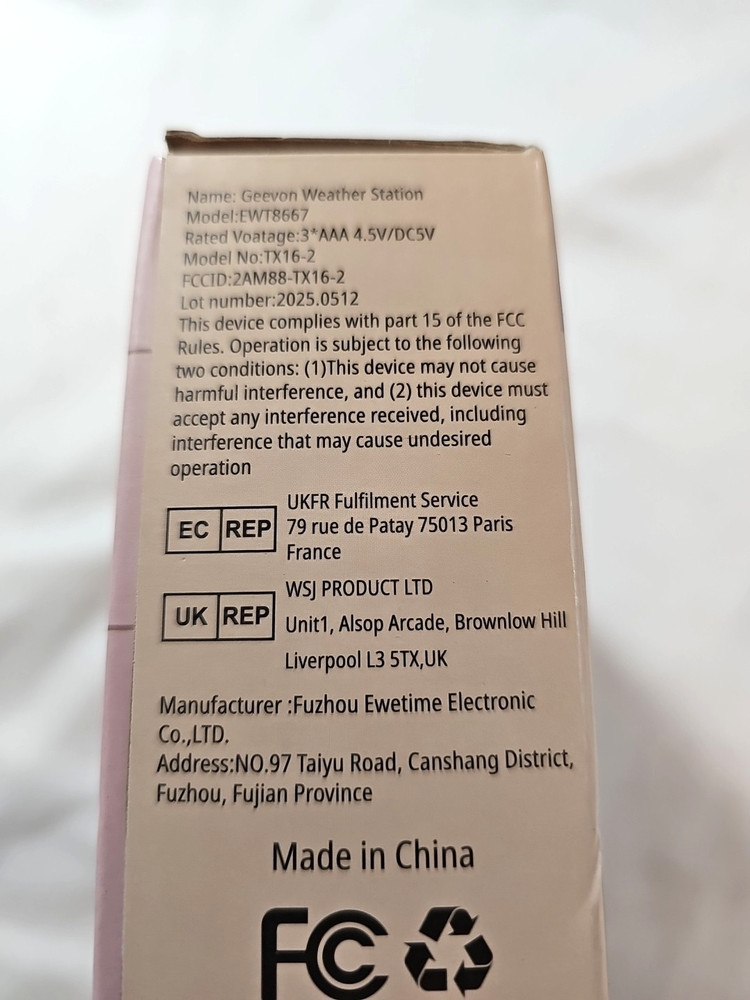 Name: Geevon Weather Station
Model:EWT8667
Rated Voatage:3*AAA 4.5V/DC5V
Model No:TX16-2
FCCID:2AM88-TX16-2
Lot number:2025.0512
This device complies with part 15 of the FCC
Rules. Operation is subject to the following
two conditions: (1)This device may not cause
harmful interference, and (2) this device must
accept any interference received, including
interference that may cause undesired
operation
EC REP
UKFR Fulfilment Service
79 rue de Patay 75013 Paris
France
UK REP
WSJ PRODUCT LTD
Unit1, Alsop Arcade, Brownlow Hill
Liverpool L3 5TX,UK
Manufacturer :Fuzhou Ewetime Electronic
Co.,LTD.
Address:NO.97 Taiyu Road, Canshang District,
Fuzhou, Fujian Province
Made in China
FC